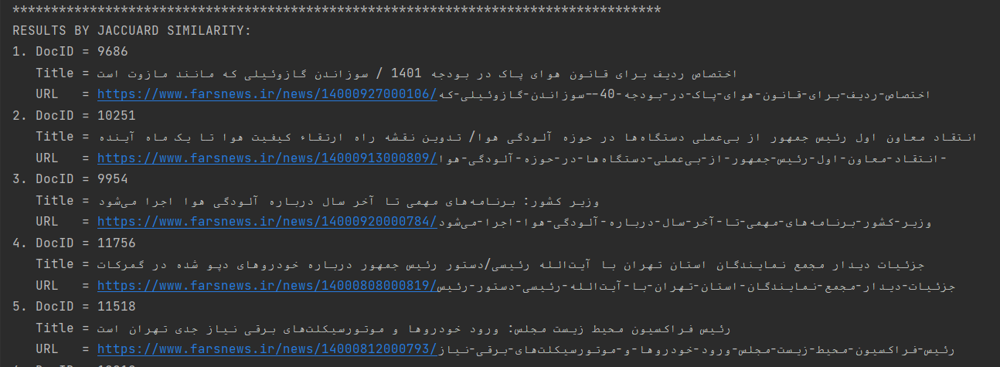 ************************************************************************************
RESULTS BY JACCUARD SIMILARITY:
1. DocID = 9686
Title = اختصاص ردیف برای قانون هوای پاک در بودجه 1401 / سوزاندن گازوئیلی که مانند مازوت است
URL = https://www.farsnews.ir/news/14000927000106/اختصاص-ردیف-برای-قانون-هوای-پاک-در-بودجه-40--سوزاندن-گازوئیلی-که
2. DocID = 10251
Title = انتقاد معاون اول رئیس جمهور از بی‌عملی دستگاه‌ها در حوزه آلودگی هوا/ تدوین نقشه راه ارتقاء کیفیت هوا تا یک ماه آینده
URL = https://www.farsnews.ir/news/14000913000809/انتقاد-معاون-اول-رئیس-جمهور-از-بی‌عملی-دستگاه‌ها-در-حوزه-آلودگی-هوا-
3. DocID = 9954
Title = وزیر کشور: برنامه‌های مهمی تا آخر سال درباره آلودگی هوا اجرا می‌شود
URL = https://www.farsnews.ir/news/14000920000784/وزیر-کشور-برنامه‌های-مهمی-تا-آخر-سال-درباره-آلودگی-هوا-اجرا-می‌شود
4. DocID = 11756
Title = جزئیات دیدار مجمع نمایندگان استان تهران با آیت‌الله رئیسی/دستور رئیس جمهور درباره خودروهای دپو شده در گمرکات
URL = https://www.farsnews.ir/news/14000808000819/جزئیات-دیدار-مجمع-نمایندگان-استان-تهران-با-آیت‌الله-رئیسی-دستور-رئیس
5. DocID = 11518
Title = رئیس فراکسیون محیط زیست مجلس: ورود خودروها و موتورسیکلت‌های برقی نیاز جدی تهران است
URL = https://www.farsnews.ir/news/14000812000793/رئیس-فراکسیون-محیط-زیست-مجلس-ورود-خودروها-و-موتورسیکلت‌های-برقی-نیاز